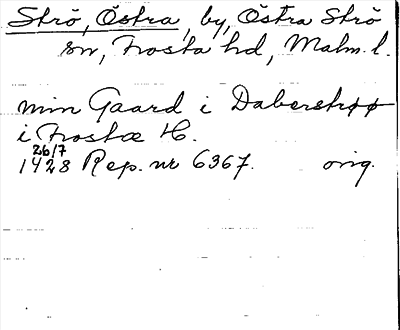 Strö, Östra, by, Östra Strö
sn, Frosta hd, Malm. l.
min Gaard i Daberstrøø
i Frostæ H.
26/7
1428 Rep. nr 6367. orig.